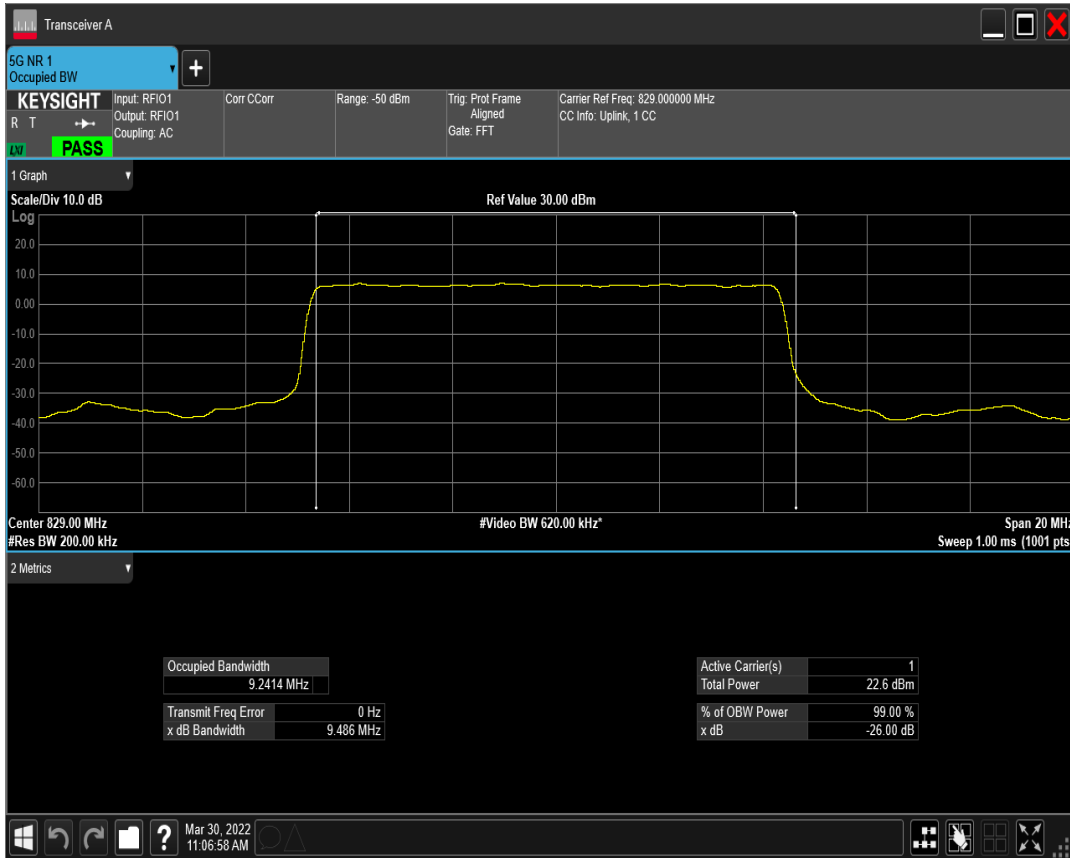 Transceiver A
5G NR 1
Occupied BW
KEYSIGHT
R T
LXI
PASS
Input: RFIO1
Output: RFIO1
Coupling: AC
Corr CCorr
Range: -50 dBm
Trig: Prot Frame
Aligned
Gate: FFT
Carrier Ref Freq: 829.000000 MHz
CC Info: Uplink, 1 CC
1 Graph
Scale/Div 10.0 dB
Ref Value 30.00 dBm
Log
20.0
10.0
0.00
-10.0
-20.0
-30.0
-40.0
-50.0
-60.0
Center 829.00 MHz
#Video BW 620.00 kHz*
Span 20 MHz
#Res BW 200.00 kHz
Sweep 1.00 ms (1001 pts
2 Metrics
Occupied Bandwidth
9.2414 MHz
Transmit Freq Error 0 Hz
x dB Bandwidth 9.486 MHz
Active Carrier(s) 1
Total Power 22.6 dBm
% of OBW Power 99.00 %
x dB -26.00 dB
?
Mar 30, 2022
11:06:58 AM